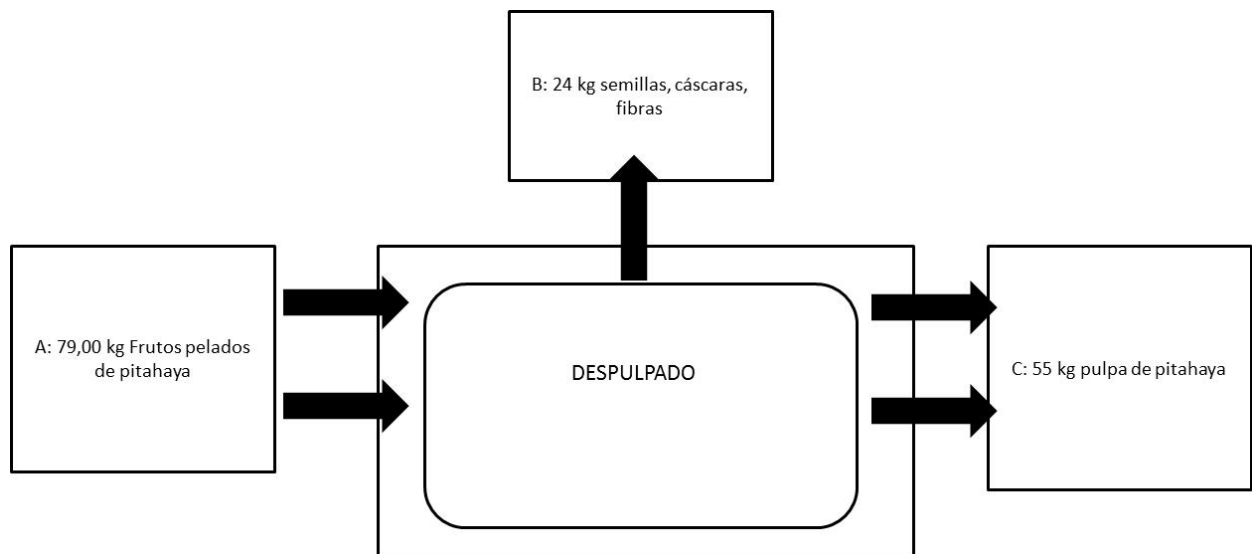 B: 24 kg semillas, cáscaras,
fibras
A: 79,00 kg Frutos pelados
de pitahaya
DESPULPADO
C: 55 kg pulpa de pitahaya